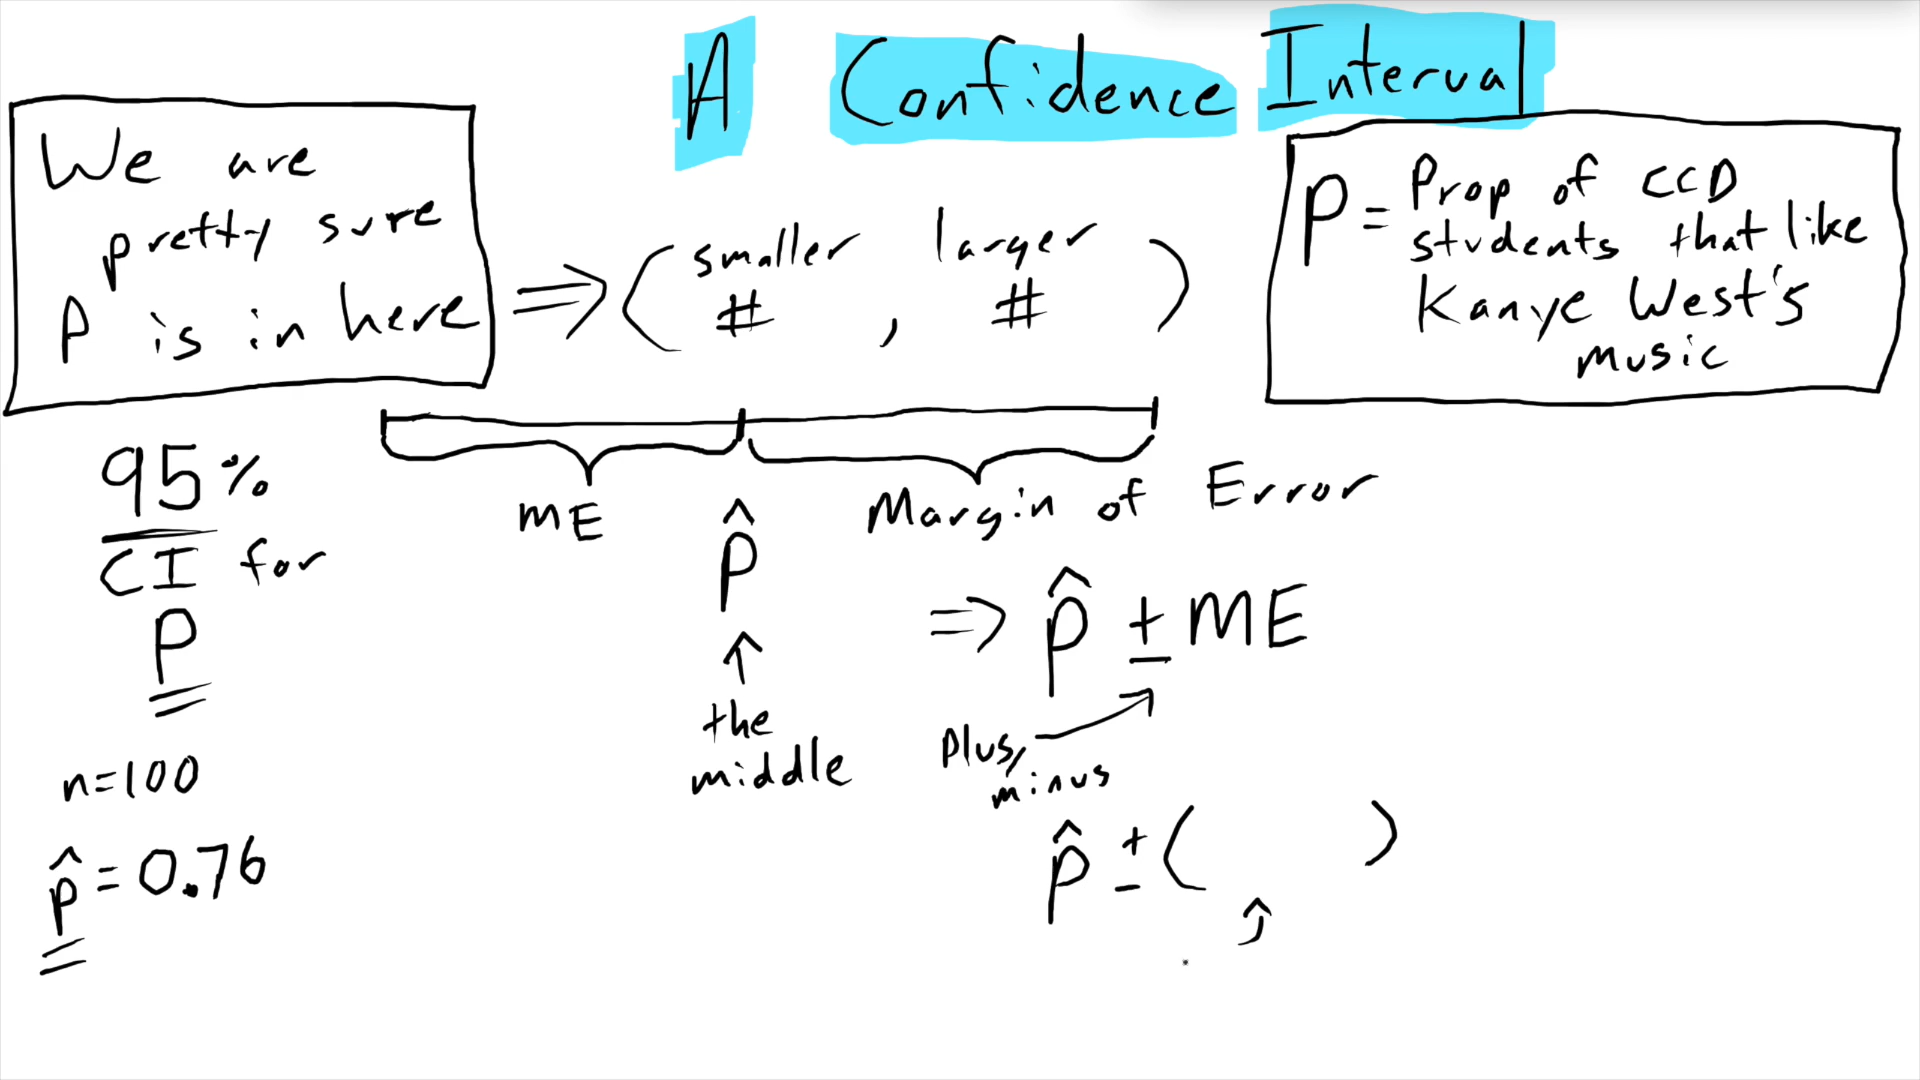 A Confidence Interval
We are
pretty sure
P is in here
⇒ ( smaller # , larger # )
P = Prop of CCD
students that like
Kanye West's
music
95%
CI for
P
n=100
p̂ = 0.76
ME
Margin of Error
p̂
↑
the
middle
⇒ p̂ ± ME
Plus/
minus
p̂ ± ( )